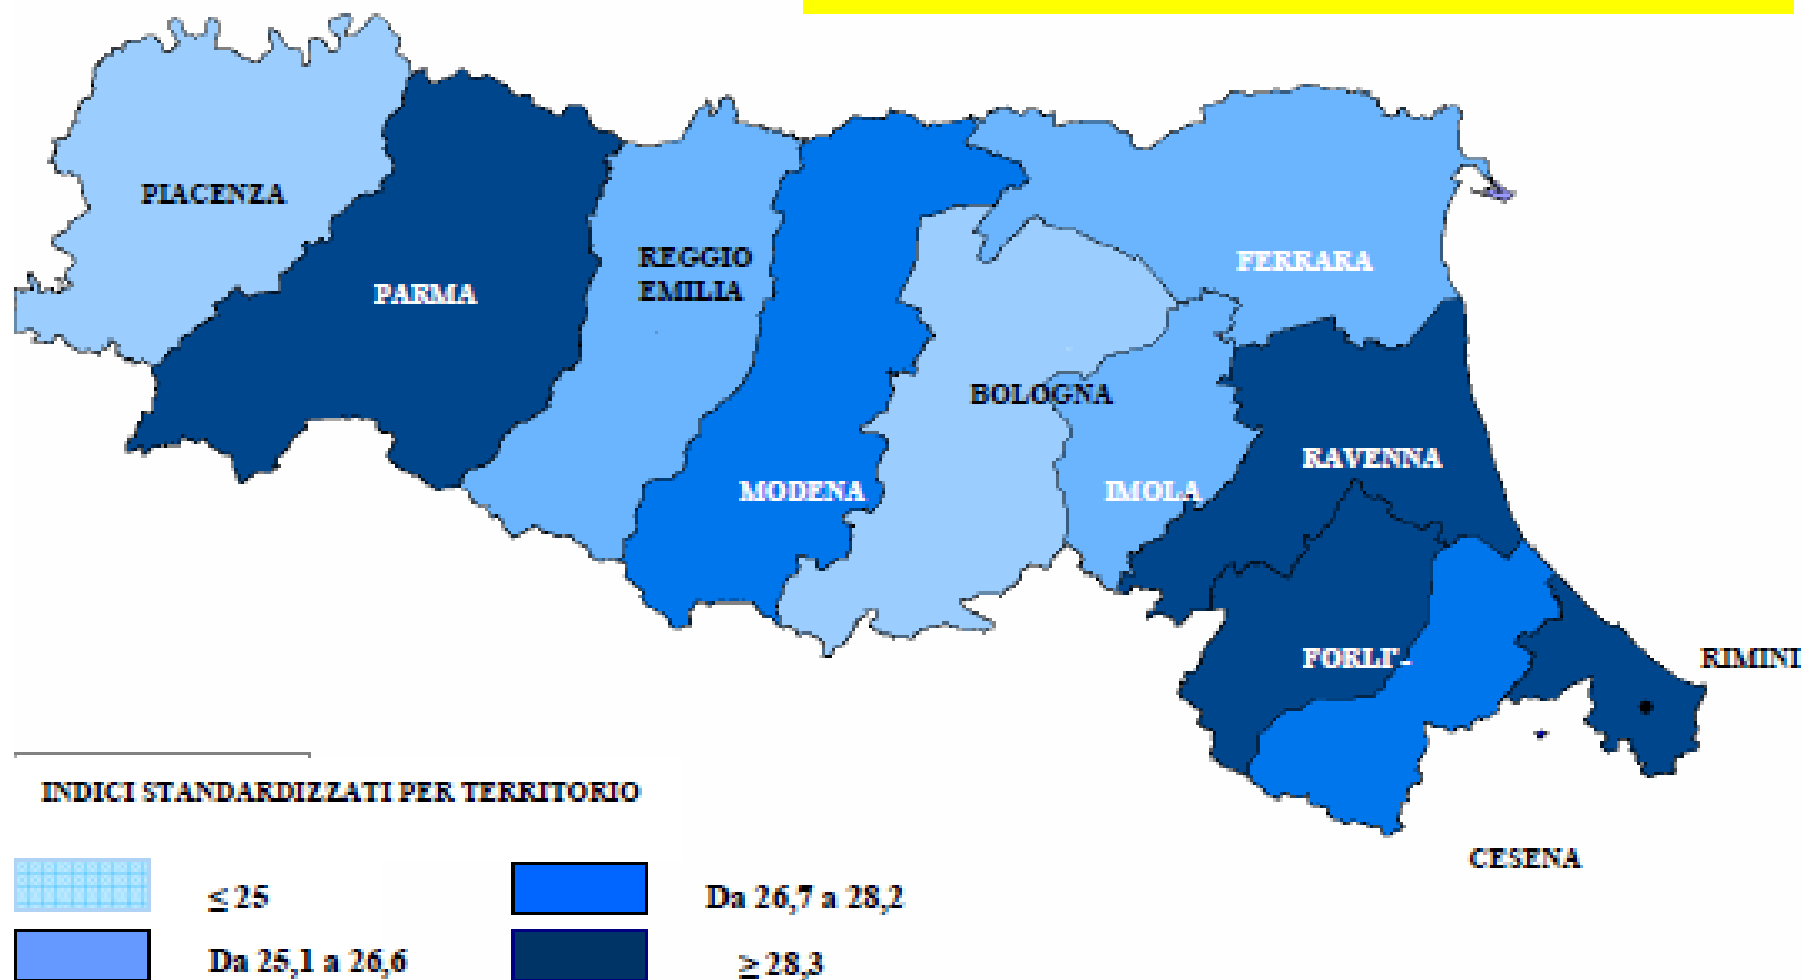 PIACENZA
PARMA
REGGIO
EMILIA
MODENA
BOLOGNA
FERRARA
IMOLA
RAVENNA
FORLI'-
RIMINI
CESENA
INDICI STANDARDIZZATI PER TERRITORIO
≤ 25
Da 26,7 a 28,2
Da 25,1 a 26,6
≥ 28,3